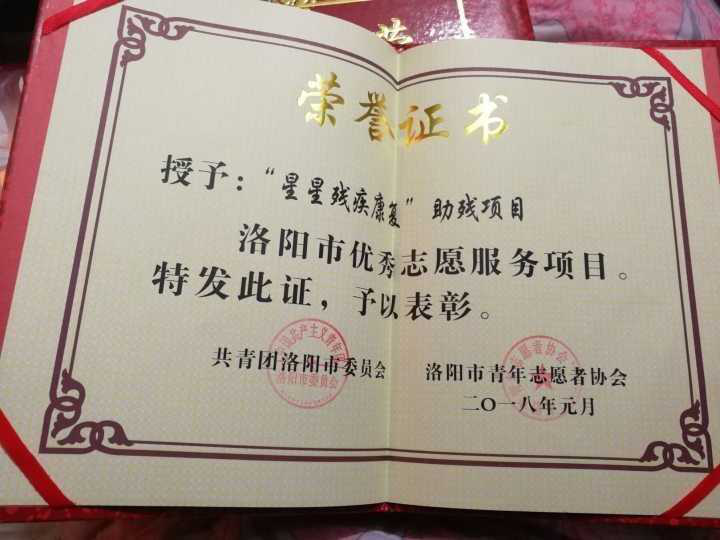 荣誉证书
授予：“星星残疾康复”助残项目
洛阳市优秀志愿服务项目。
特发此证，予以表彰。
共青团洛阳市委员会 洛阳市青年志愿者协会
二〇一八年元月